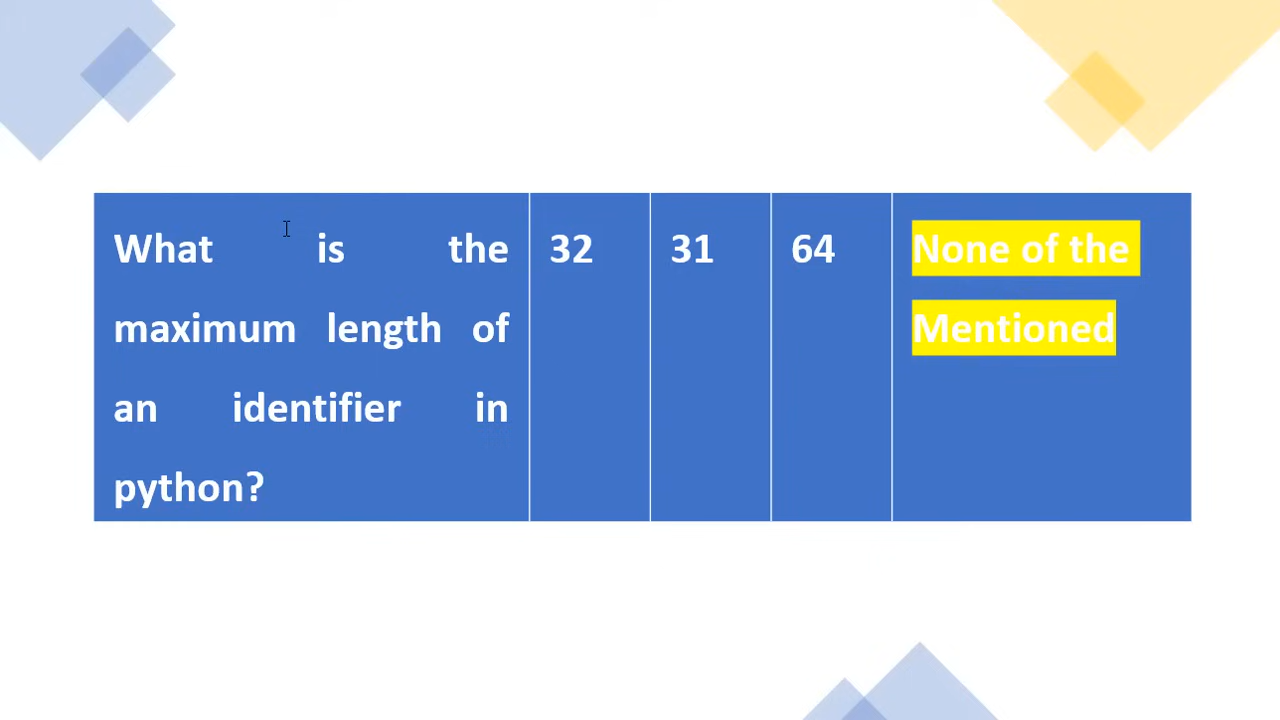 What is the
maximum length of
an identifier in
python?
32
31
64
None of the
Mentioned